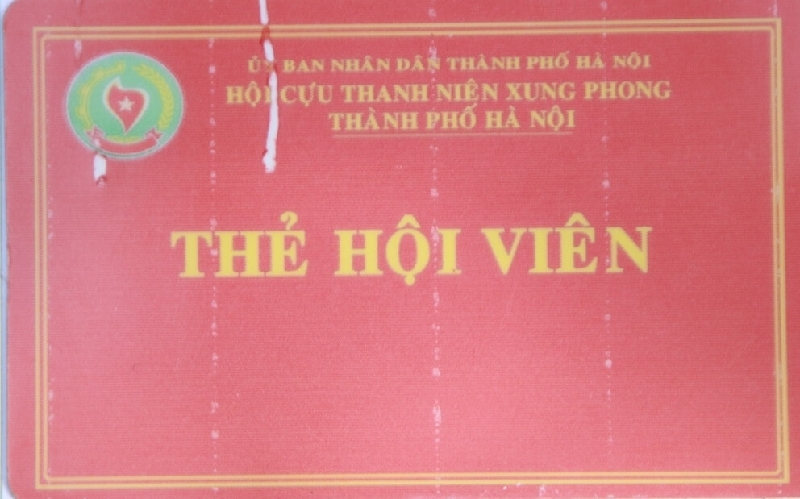 ỦY BAN NHÂN DÂN THÀNH PHỐ HÀ NỘI
HỘI CỰU THANH NIÊN XUNG PHONG
THÀNH PHỐ HÀ NỘI
THẺ HỘI VIÊN